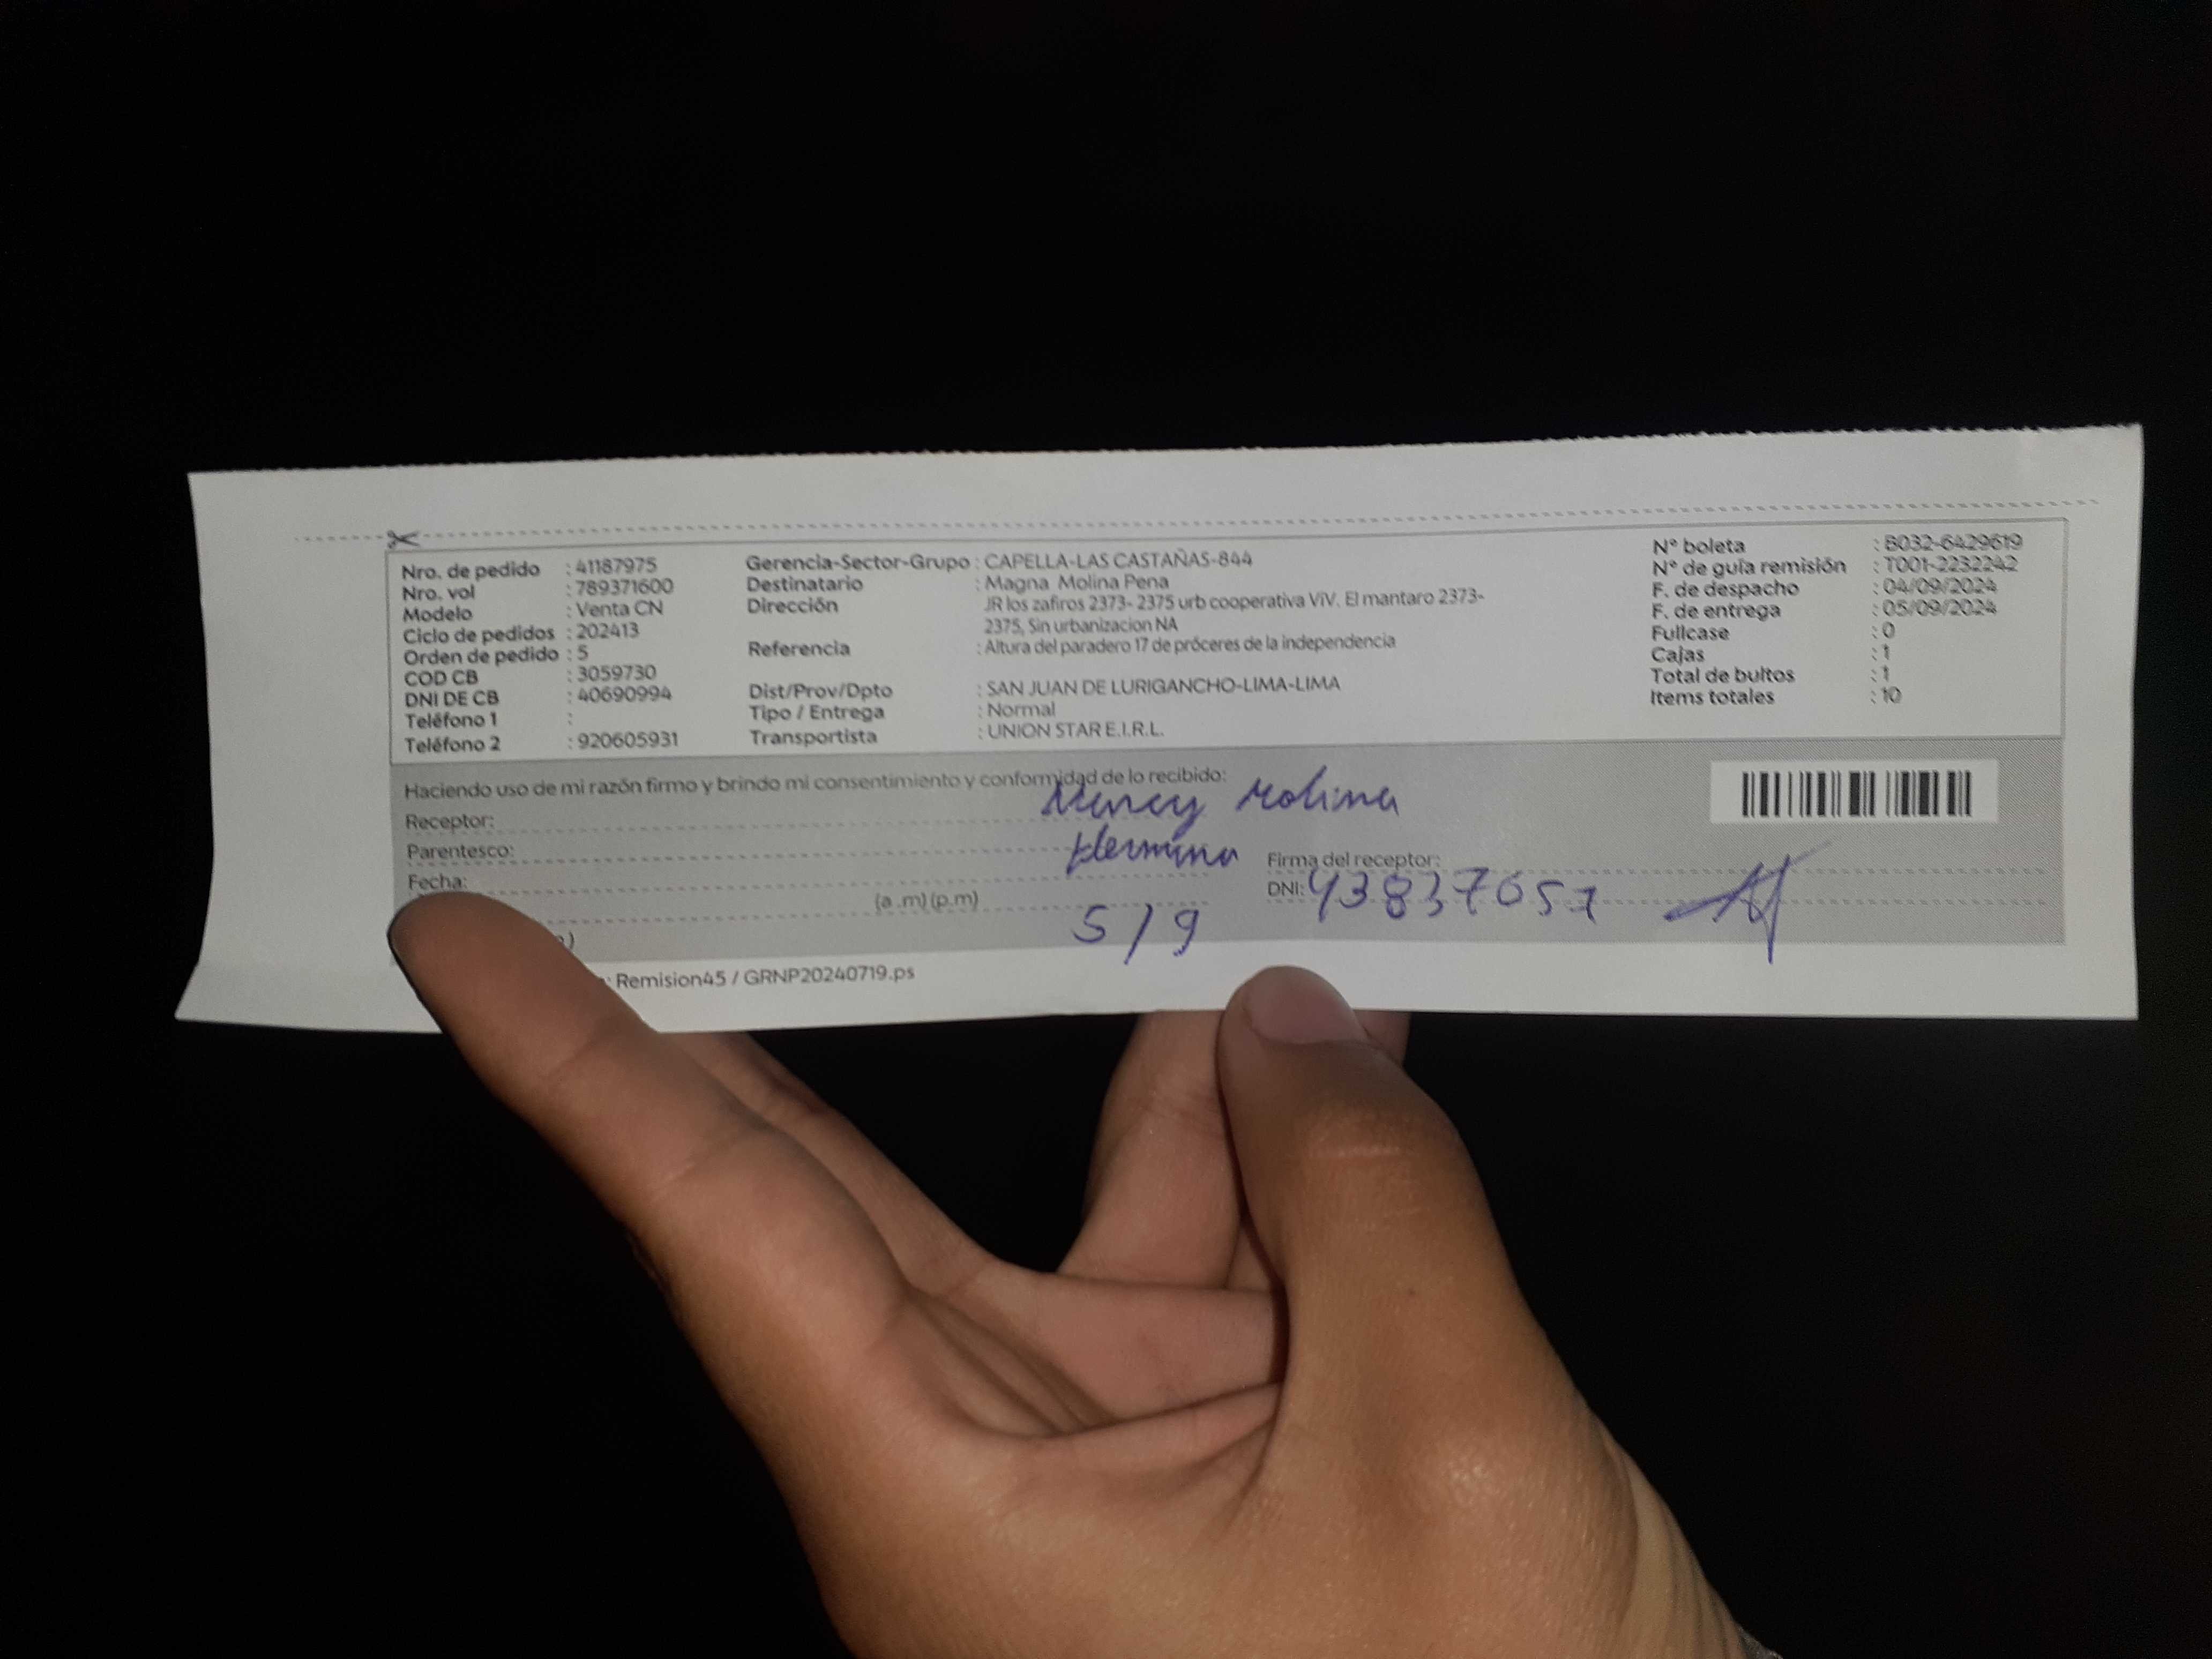 Nro. de pedido : 41187975
Nro. vol : 789371600
Modelo : Venta CN
Ciclo de pedidos : 202413
Orden de pedido : 5
COD CB : 3059730
DNI DE CB : 40690994
Teléfono 1 :
Teléfono 2 : 920605931
Gerencia-Sector-Grupo : CAPELLA-LAS CASTAÑAS-844
Destinatario : Magna Molina Pena
Dirección JR los zafiros 2373- 2375 urb cooperativa ViV. El mantaro 2373-
2375, Sin urbanizacion NA
Referencia : Altura del paradero 17 de próceres de la independencia
Dist/Prov/Dpto : SAN JUAN DE LURIGANCHO-LIMA-LIMA
Tipo / Entrega : Normal
Transportista : UNION STAR E.I.R.L.
N° boleta : B032-6429619
N° de guía remisión : T001-2232242
F. de despacho : 04/09/2024
F. de entrega : 05/09/2024
Fullcase : 0
Cajas : 1
Total de bultos : 1
Items totales : 10
Haciendo uso de mi razón firmo y brindo mi consentimiento y conformidad de lo recibido:
Receptor: Nancy Molina
Parentesco: Hermana
Firma del receptor:
Fecha:
DNI: 43837057
(a .m) (p.m)
5/9
: Remision45 / GRNP20240719.ps